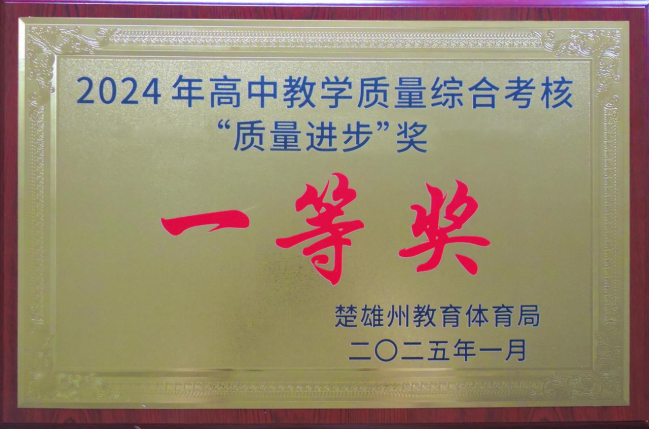 2024年高中教学质量综合考核
“质量进步”奖
一等奖
楚雄州教育体育局
二〇二五年一月